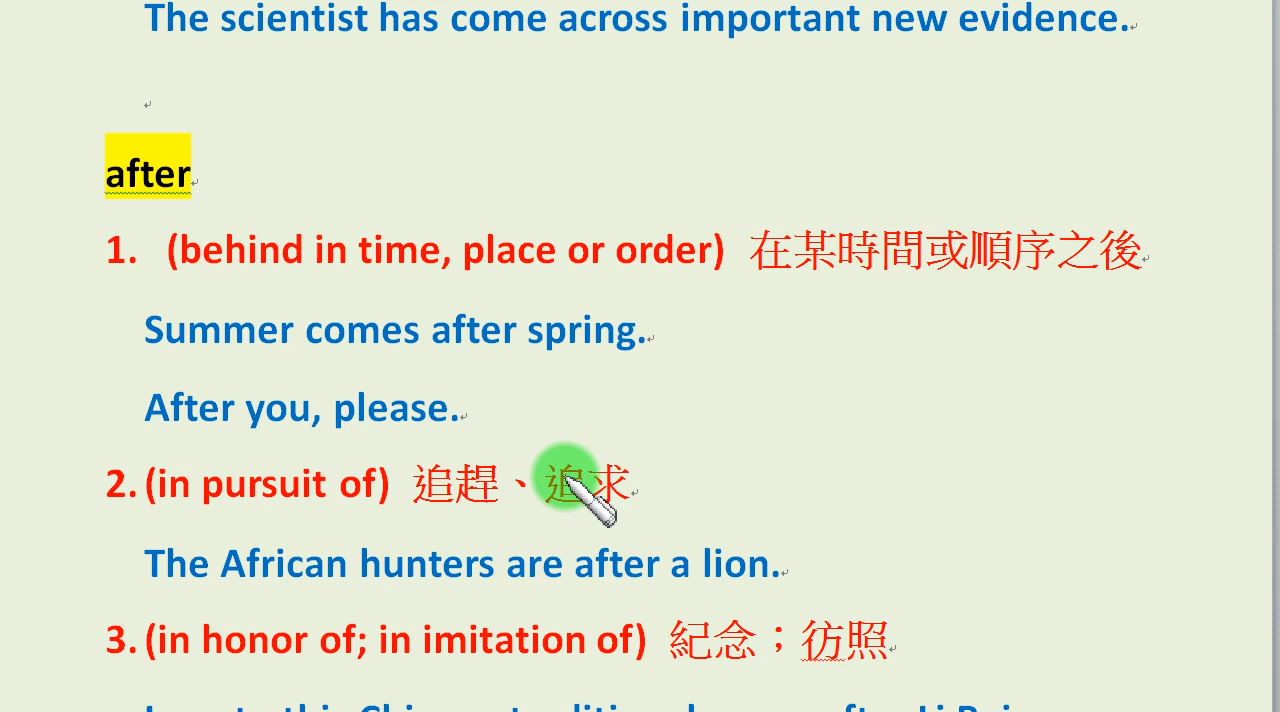 The scientist has come across important new evidence.
after
1. (behind in time, place or order) 在某時間或順序之後
Summer comes after spring.
After you, please.
2. (in pursuit of) 追趕、追求
The African hunters are after a lion.
3. (in honor of; in imitation of) 紀念；彷照